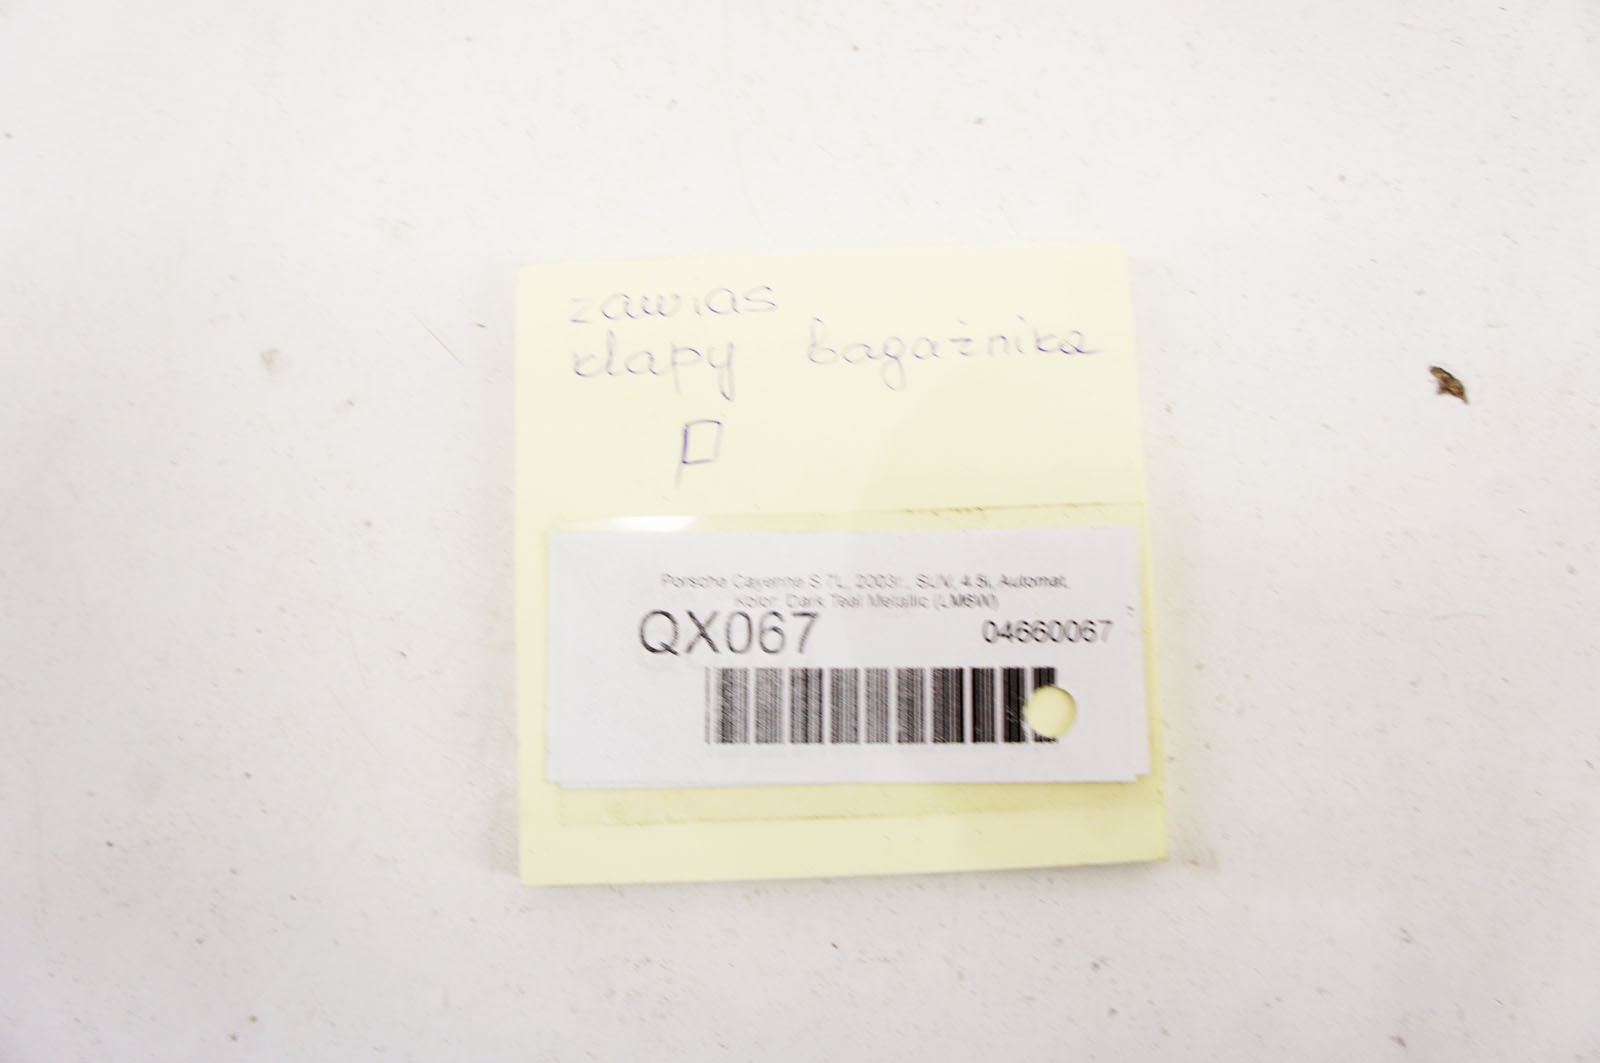 zawias
klapy bagażnika
P
Porsche Cayenne S 7L, 2003r., SUV, 4.5i, Automat,
Kolor: Dark Teal Metallic (LM6W)
QX067
04660067